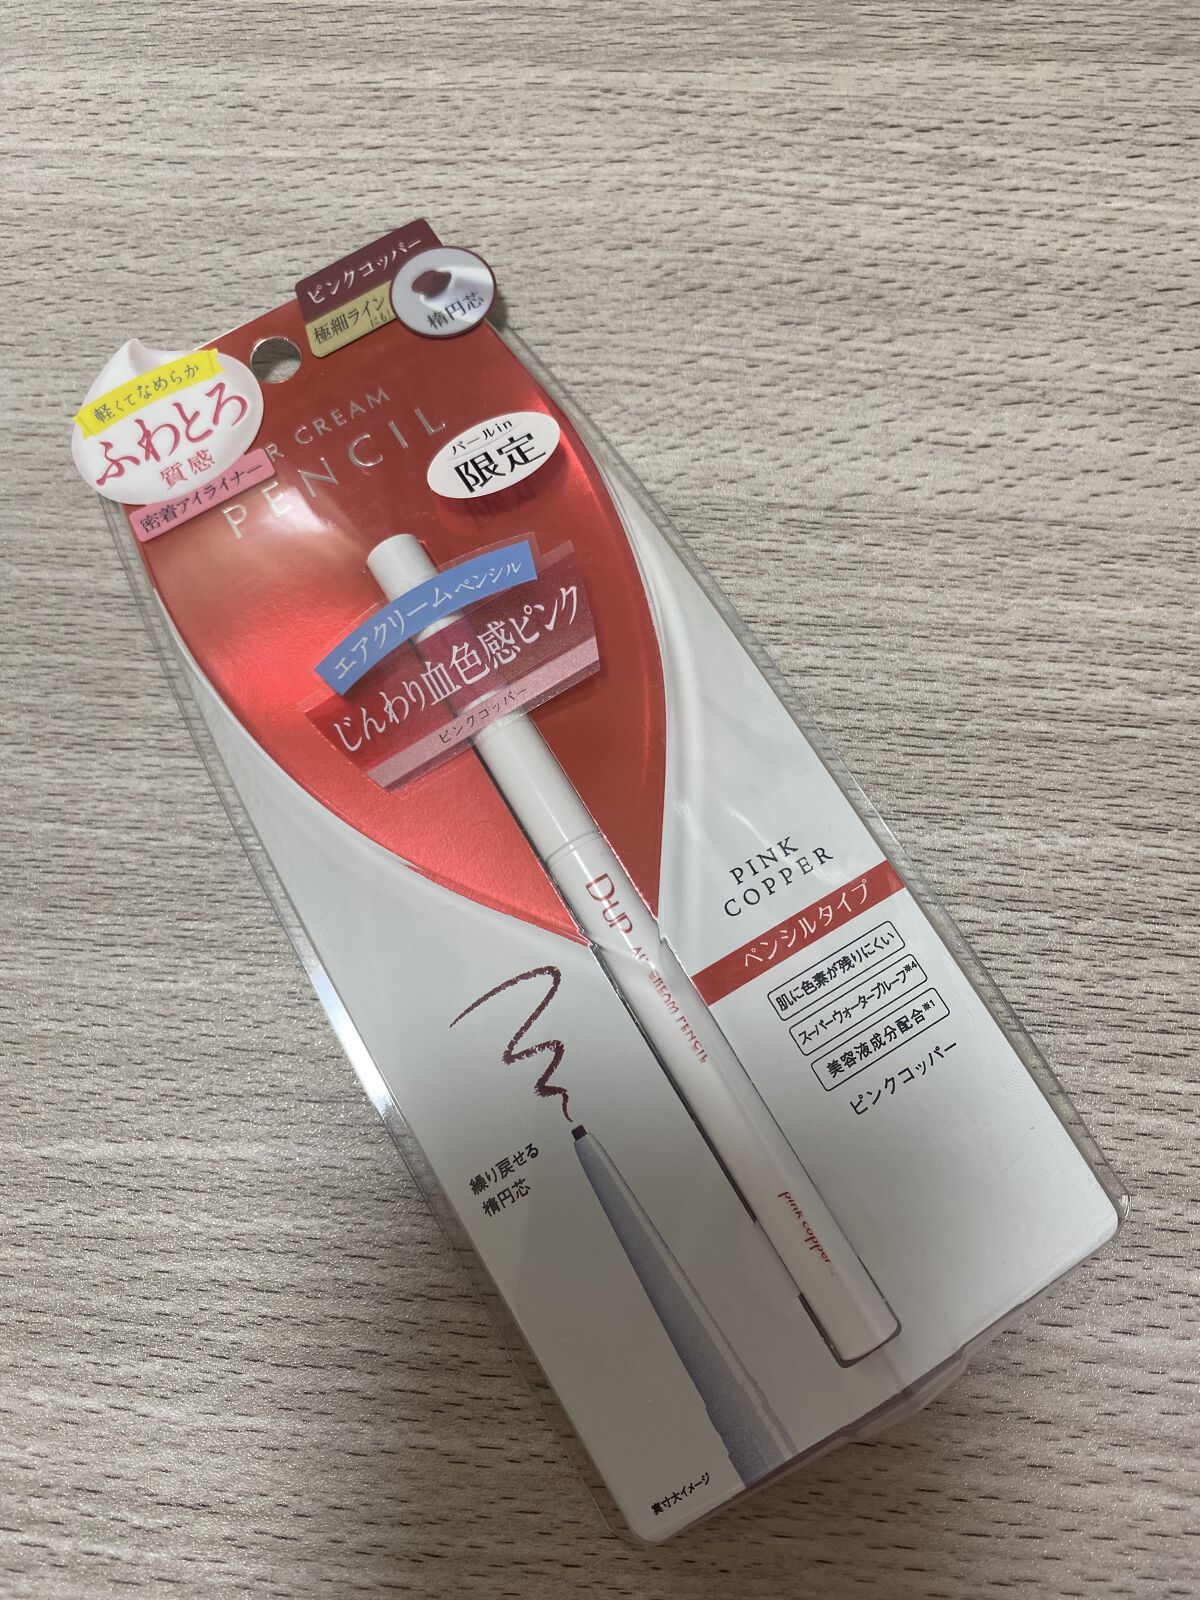 ピンクコッパー
極細ライン
にも!
楕円芯
軽くてなめらか
ふわとろ
質感
密着アイライナー
R CREAM
PENCIL
パールin
限定
エアクリームペンシル
じんわり血色感ピンク
ピンクコッパー
PINK
COPPER
ペンシルタイプ
肌に色素が残りにくい
スーパーウォータープルーフ※4
美容液成分配合※1
ピンクコッパー
D-UP
PENCIL
pink copper
繰り戻せる
楕円芯
実寸大イメージ